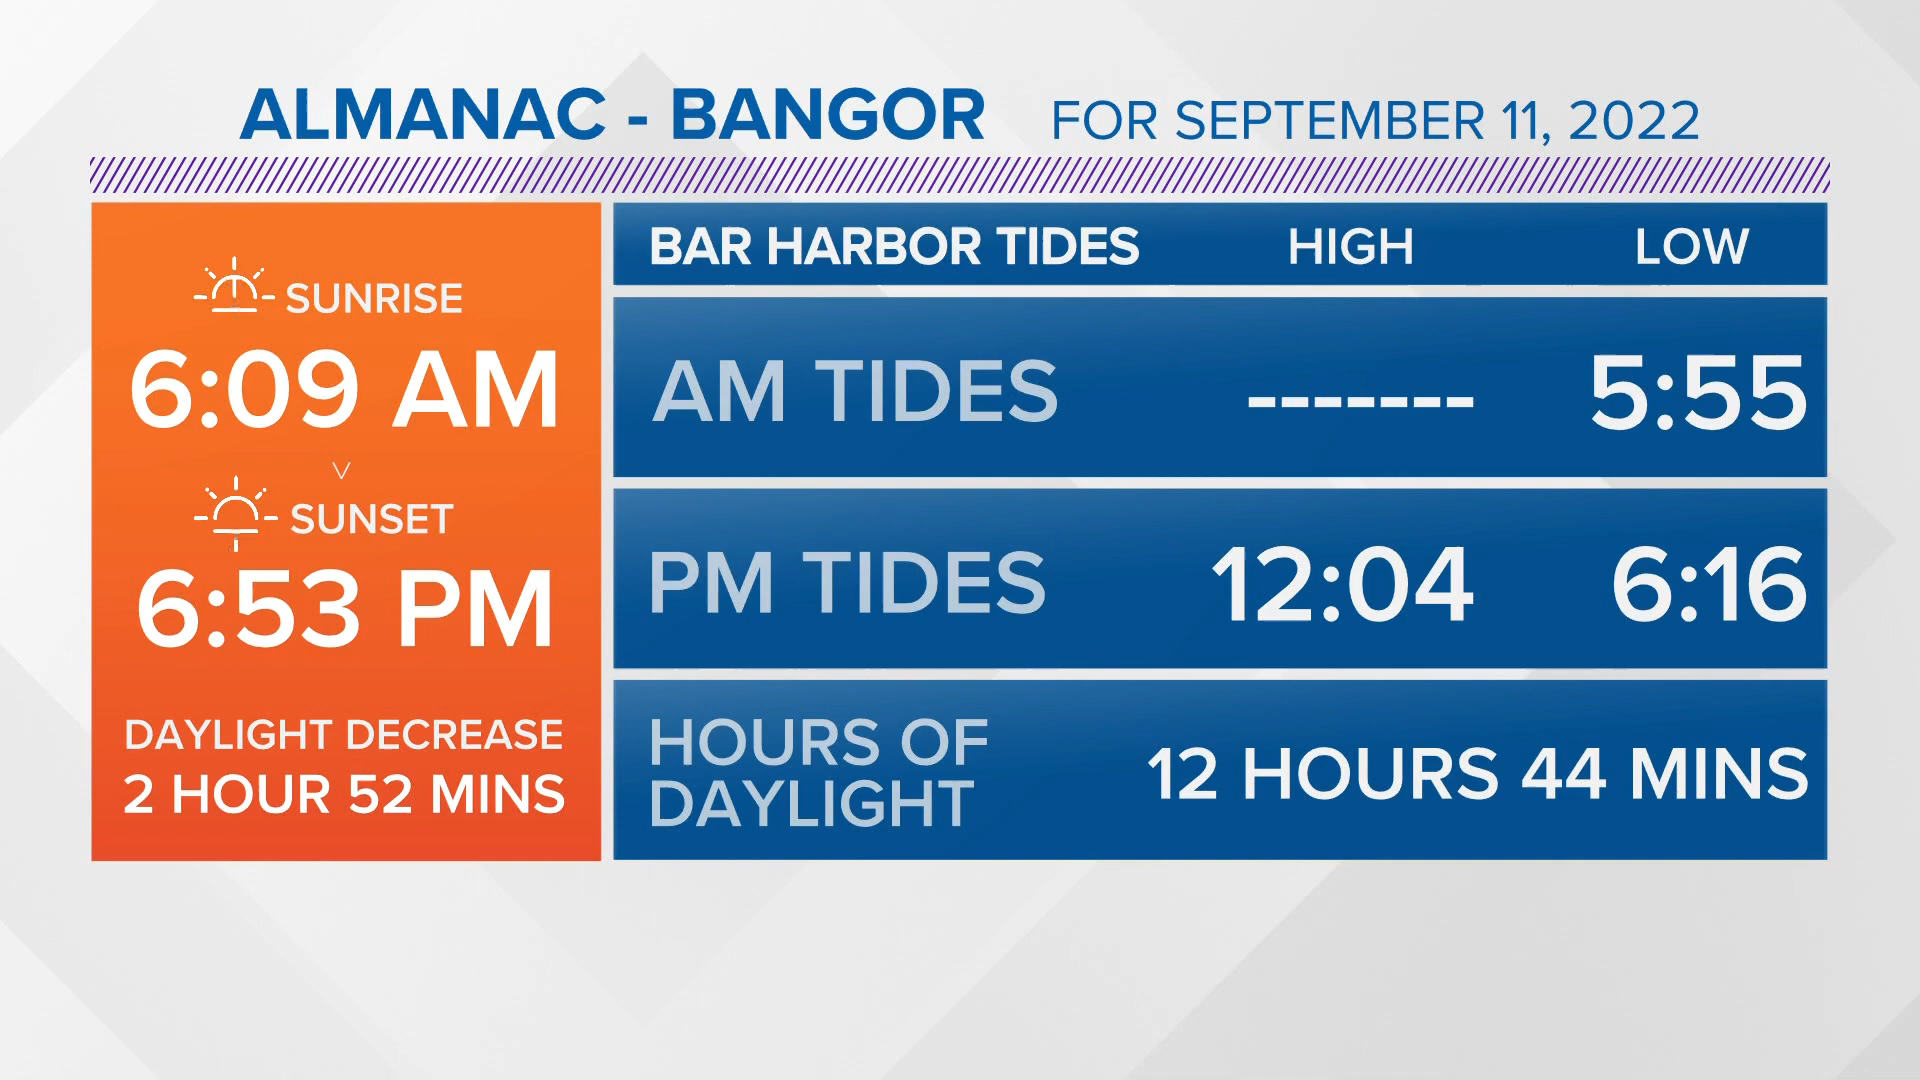 ALMANAC - BANGOR FOR SEPTEMBER 11, 2022
SUNRISE
6:09 AM
SUNSET
6:53 PM
DAYLIGHT DECREASE
2 HOUR 52 MINS
BAR HARBOR TIDES HIGH LOW
AM TIDES ------- 5:55
PM TIDES 12:04 6:16
HOURS OF
DAYLIGHT
12 HOURS 44 MINS